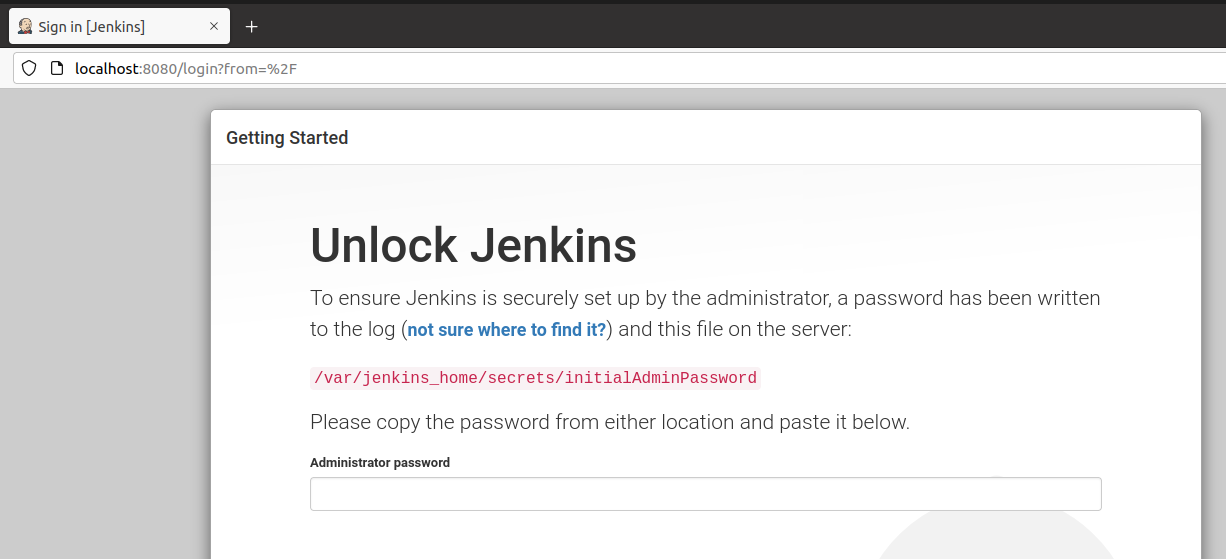 Sign in [Jenkins]
localhost:8080/login?from=%2F
Getting Started
Unlock Jenkins
To ensure Jenkins is securely set up by the administrator, a password has been written
to the log (not sure where to find it?) and this file on the server:
/var/jenkins_home/secrets/initialAdminPassword
Please copy the password from either location and paste it below.
Administrator password